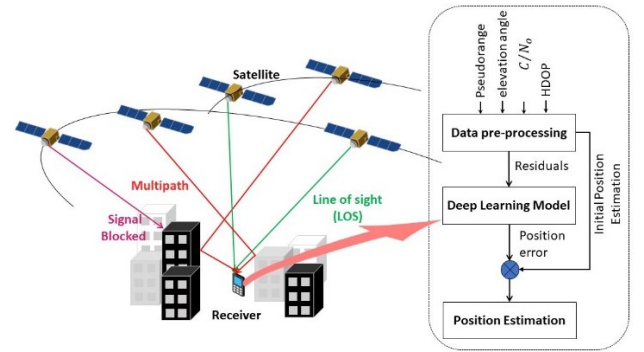 Satellite
Multipath
Line of sight
(LOS)
Signal
Blocked
Receiver
Pseudorange
elevation angle
C/Nₒ
HDOP
Data pre-processing
Residuals
Initial Position
Estimation
Deep Learning Model
Position
error
Position Estimation